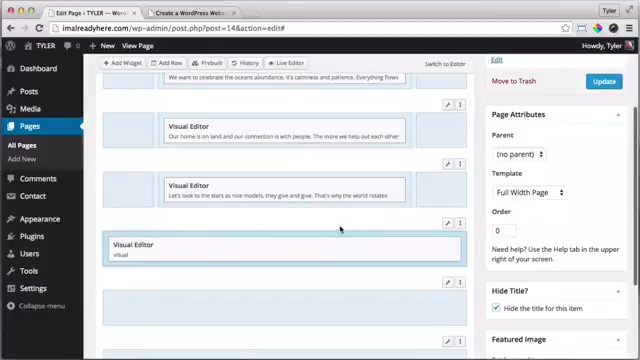 Edit Page ‹ TYLER — Wor
Create a WordPress Webs
Tyler
imalreadyhere.com/wp-admin/post.php?post=14&action=edit#
TYLER
0
New
View Page
Howdy, Tyler
Dashboard
Posts
Media
Pages
All Pages
Add New
Comments
Contact
Appearance
Plugins
Users
Tools
Settings
Collapse menu
Add Widget
Add Row
Prebuilt
History
Live Editor
Switch to Editor
We want to celebrate the oceans abundance, it's calmness and patience. Everything flows
Visual Editor
Our home is on land and our connection is with people. The more we help out each other
Visual Editor
Let's look to the stars as role models, they give and give. That's why the world rotates
Visual Editor
visual
Edit
Move to Trash
Update
Page Attributes
Parent
(no parent)
Template
Full Width Page
Order
0
Need help? Use the Help tab in the upper
right of your screen.
Hide Title?
Hide the title for this item
Featured Image